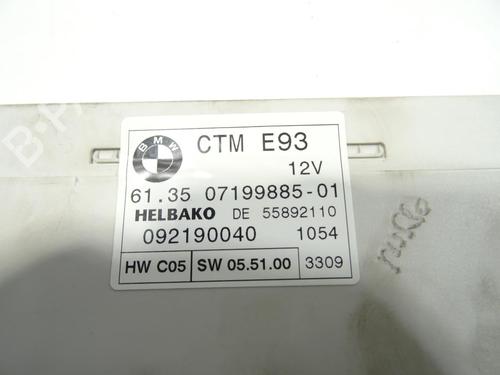 BMW
CTM E93
12V
61.35 07199885-01
HELBAKO DE 55892110
092190040 1054
HW C05 SW 05.51.00 3309